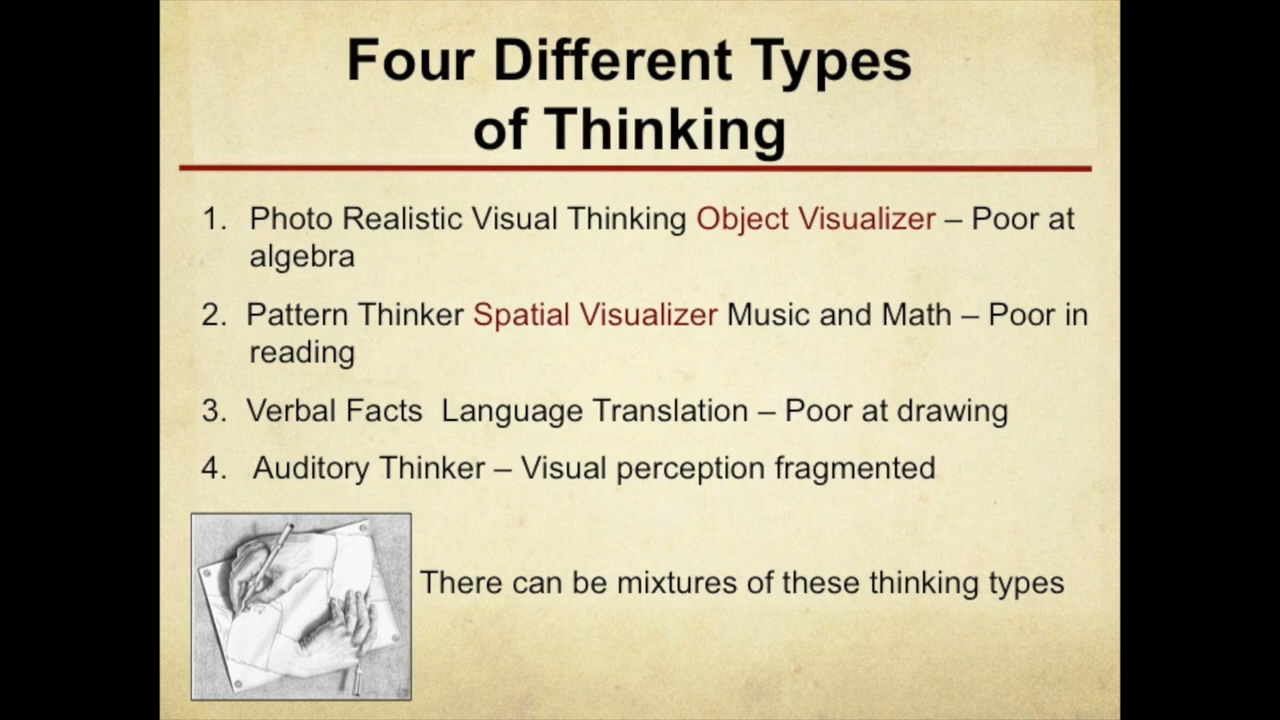 Four Different Types
of Thinking
1. Photo Realistic Visual Thinking Object Visualizer – Poor at
algebra
2. Pattern Thinker Spatial Visualizer Music and Math – Poor in
reading
3. Verbal Facts  Language Translation – Poor at drawing
4. Auditory Thinker – Visual perception fragmented
There can be mixtures of these thinking types